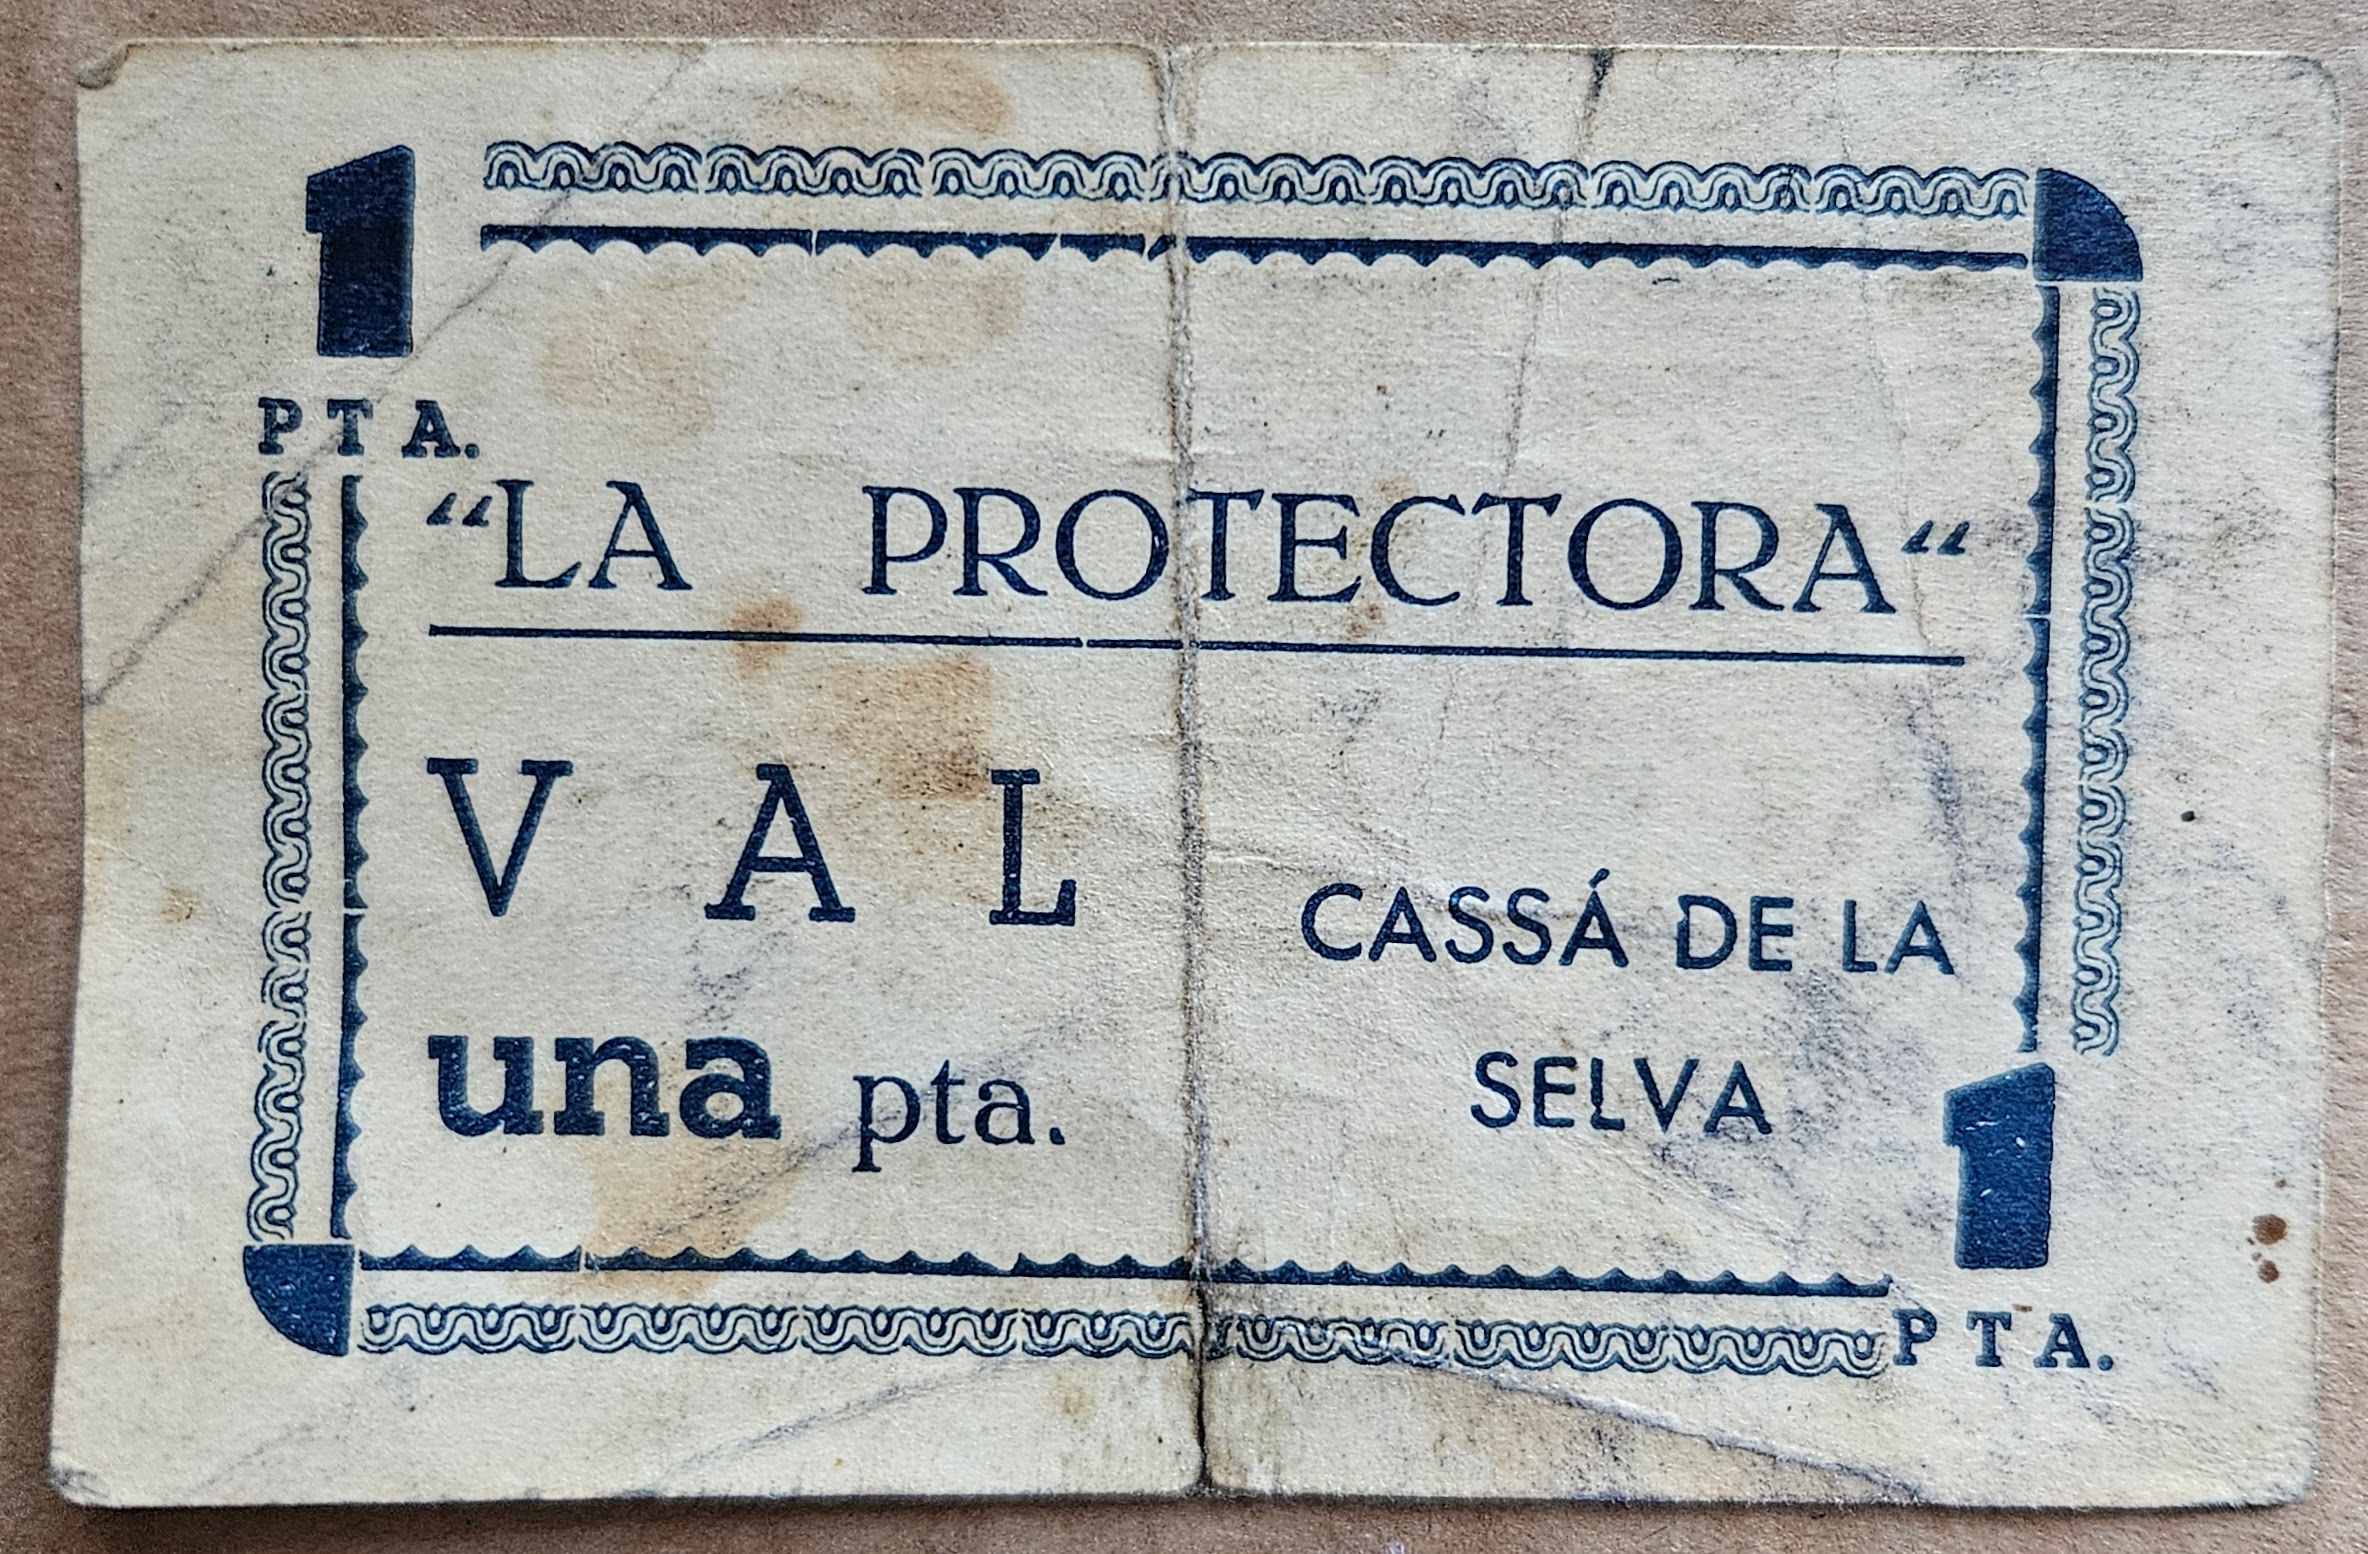 1
PTA.
“LA PROTECTORA“
VAL
una pta.
CASSÁ DE LA
SELVA
1
PTA.